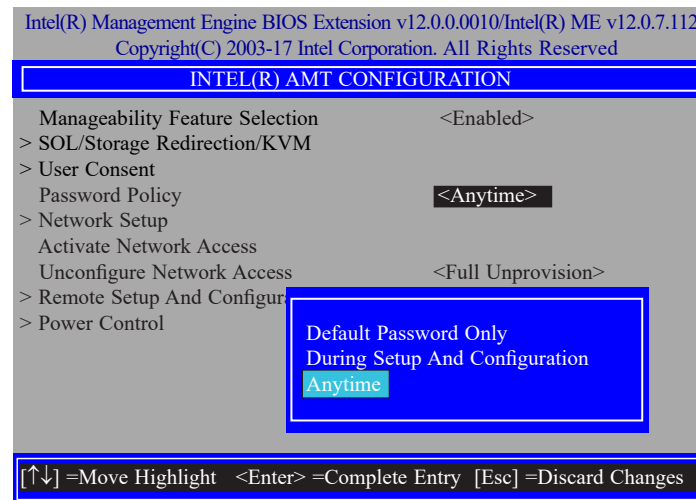 Intel(R) Management Engine BIOS Extension v12.0.0.0010/Intel(R) ME v12.0.7.112
Copyright(C) 2003-17 Intel Corporation. All Rights Reserved
INTEL(R) AMT CONFIGURATION
Manageability Feature Selection <Enabled>
> SOL/Storage Redirection/KVM
> User Consent
Password Policy <Anytime>
> Network Setup
Activate Network Access
Unconfigure Network Access <Full Unprovision>
> Remote Setup And Configura
> Power Control
Default Password Only
During Setup And Configuration
Anytime
[↑↓] =Move Highlight <Enter> =Complete Entry [Esc] =Discard Changes